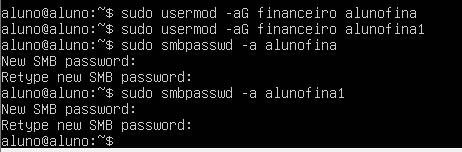 aluno@aluno:~$ sudo usermod -aG financeiro alunofina
aluno@aluno:~$ sudo usermod -aG financeiro alunofina1
aluno@aluno:~$ sudo smbpasswd -a alunofina
New SMB password:
Retype new SMB password:
aluno@aluno:~$ sudo smbpasswd -a alunofina1
New SMB password:
Retype new SMB password:
aluno@aluno:~$